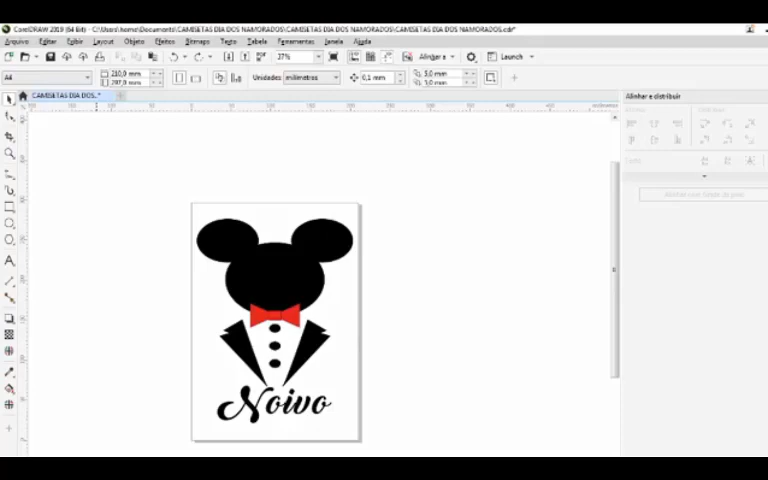 CorelDRAW 2019 (64 Bit) - C:\Users\home\Documents\CAMISETAS DIA DOS NAMORADOS\CAMISETAS DIA DOS NAMORADOS\CAMISETAS DIA DOS NAMORADOS.cdr*
Arquivo Editar Exibir Layout Objeto Efeitos Bitmaps Texto Tabela Ferramentas Janela Ajuda
37% Alinhar a Launch
A4 210,0 mm 297,0 mm Unidades milímetros 0,1 mm 5,0 mm 5,0 mm
CAMISETAS DIA DOS...*
Alinhar e distribuir
milímetros
Noivo